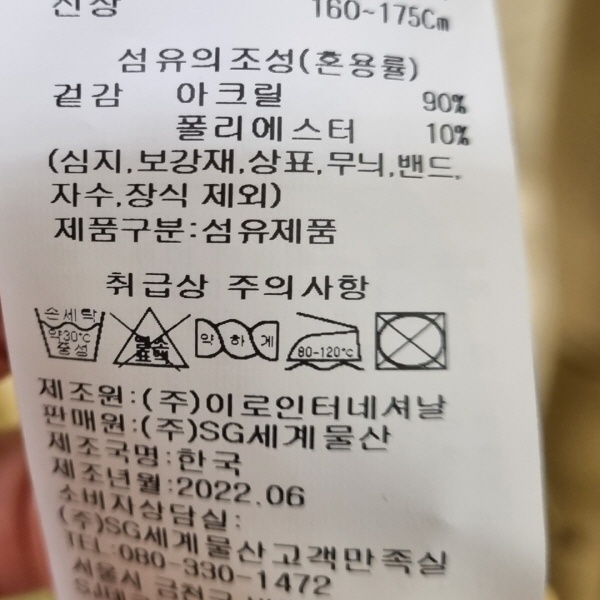 신장 160~175Cm
섬유의조성(혼용률)
겉감 아크릴 90%
폴리에스터 10%
(심지,보강재,상표,무늬,밴드,
자수,장식 제외)
제품구분:섬유제품
취급상 주의사항
손세탁 약30℃ 중성
염소 표백
약하게
80-120℃
제조원:(주)이로인터네셔날
판매원:(주)SG세계물산
제조국명:한국
제조년월:2022.06
소비자상담실:
(주)SG세계물산고객만족실
TEL:080-330-1472
서울시 금천구